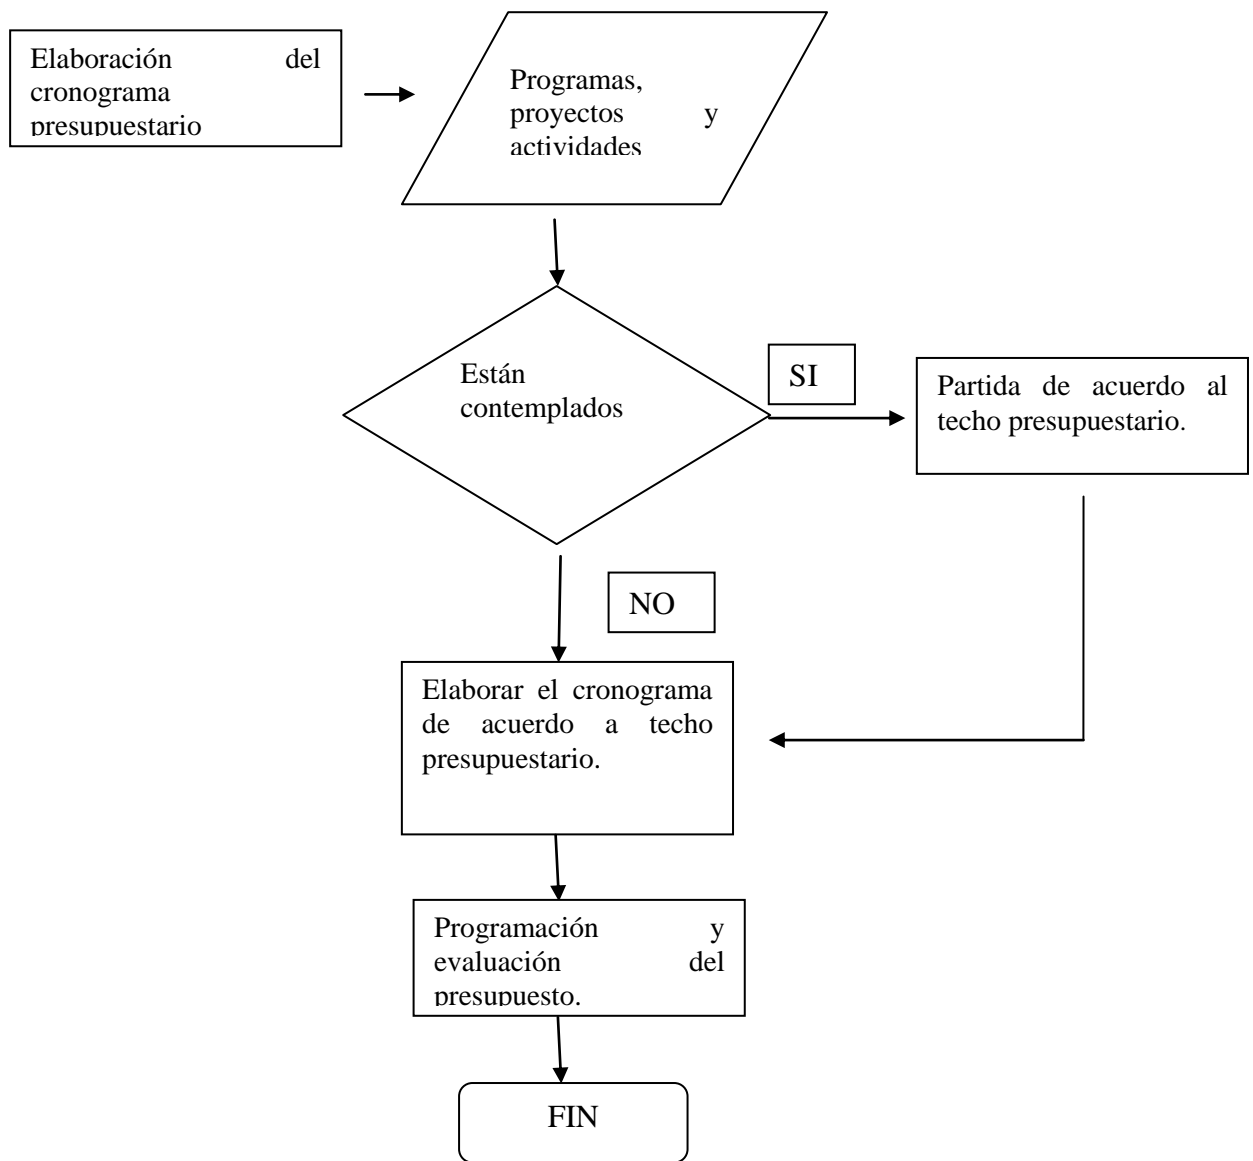 Elaboración del
cronograma
presupuestario
Programas,
proyectos y
actividades
Están
contemplados
SI
Partida de acuerdo al
techo presupuestario.
NO
Elaborar el cronograma
de acuerdo a techo
presupuestario.
Programación y
evaluación del
presupuesto.
FIN